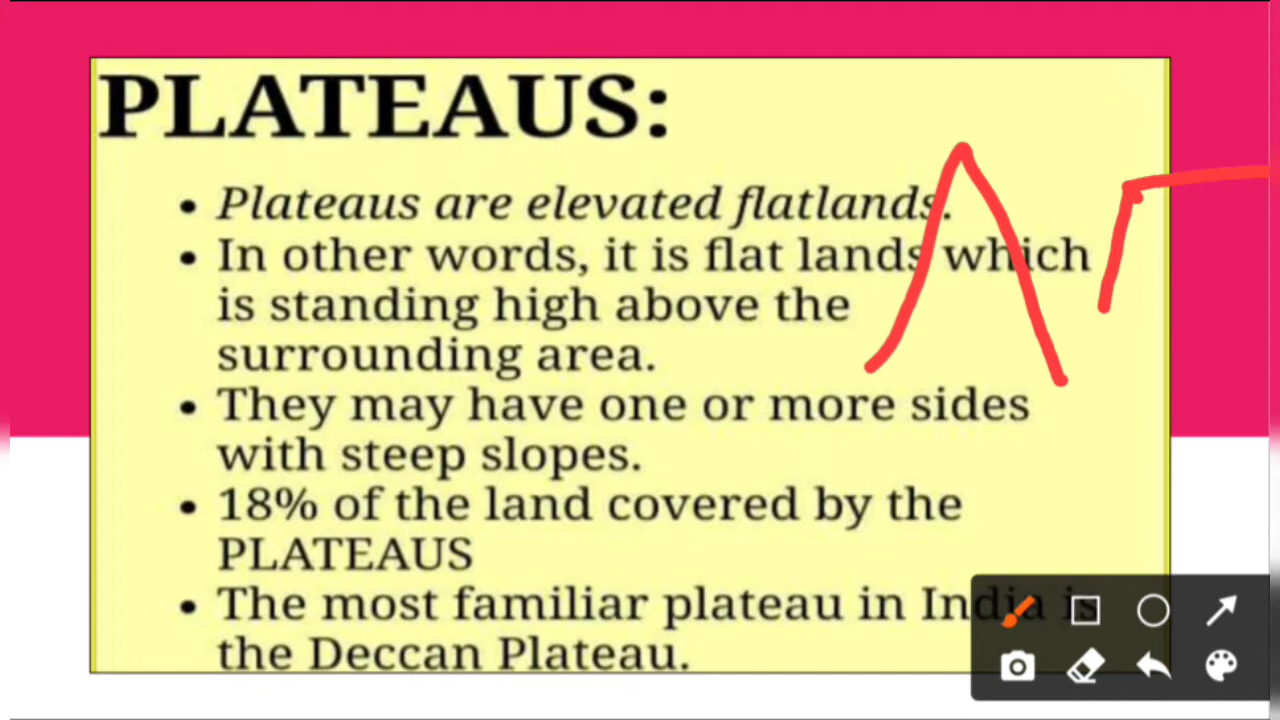 PLATEAUS:
• Plateaus are elevated flatlands.
• In other words, it is flat lands which
is standing high above the
surrounding area.
• They may have one or more sides
with steep slopes.
• 18% of the land covered by the
PLATEAUS
• The most familiar plateau in India is
the Deccan Plateau.